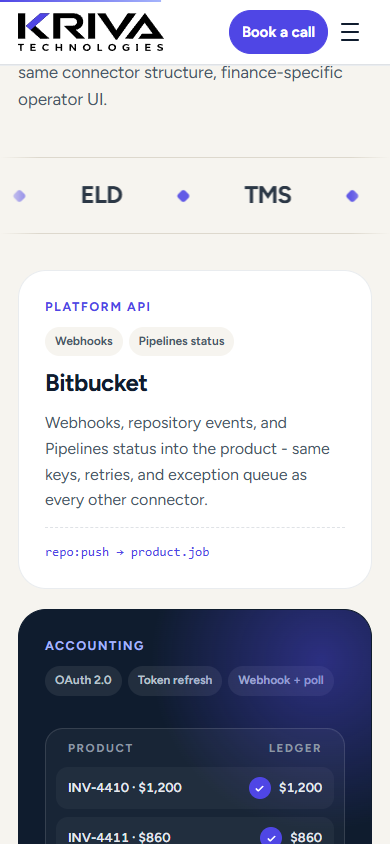 KRIVA
TECHNOLOGIES
Book a call
same connector structure, finance-specific
operator UI.
ELD
TMS
PLATFORM API
Webhooks
Pipelines status
Bitbucket
Webhooks, repository events, and
Pipelines status into the product - same
keys, retries, and exception queue as
every other connector.
repo:push → product.job
ACCOUNTING
OAuth 2.0
Token refresh
Webhook + poll
PRODUCT
LEDGER
INV-4410 · $1,200
$1,200
INV-4411 · $860
$860